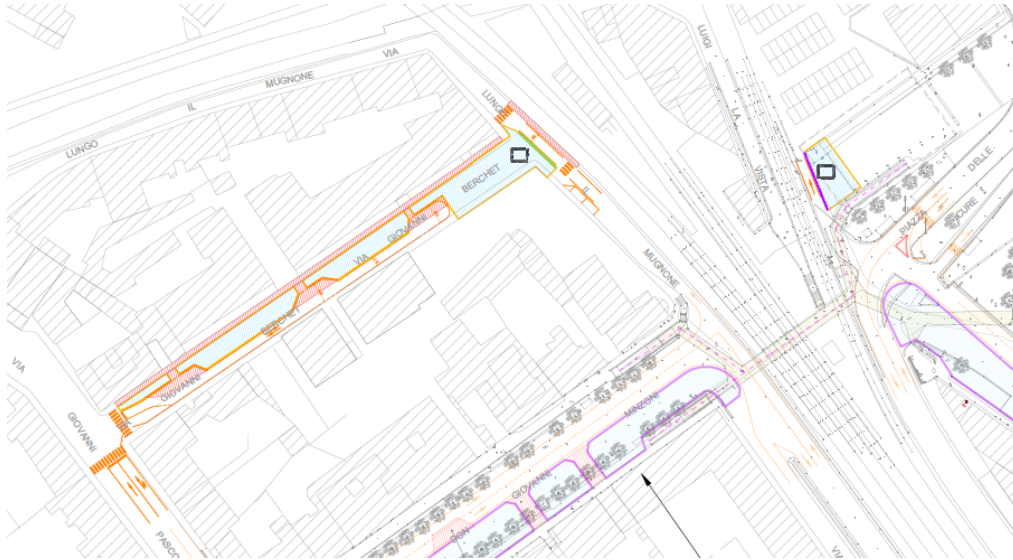 LUNGO
IL
MUGNONE
VIA
LUNGO
IL
MUGNONE
VIA
LUIGI
LA
VISTA
PIAZZA
DELLE
CURE
BERCHET
GIOVANNI
VIA
BERCHET
GIOVANNI
VIA
GIOVANNI
PASCO
MINZONI
GIOVANNI
DON